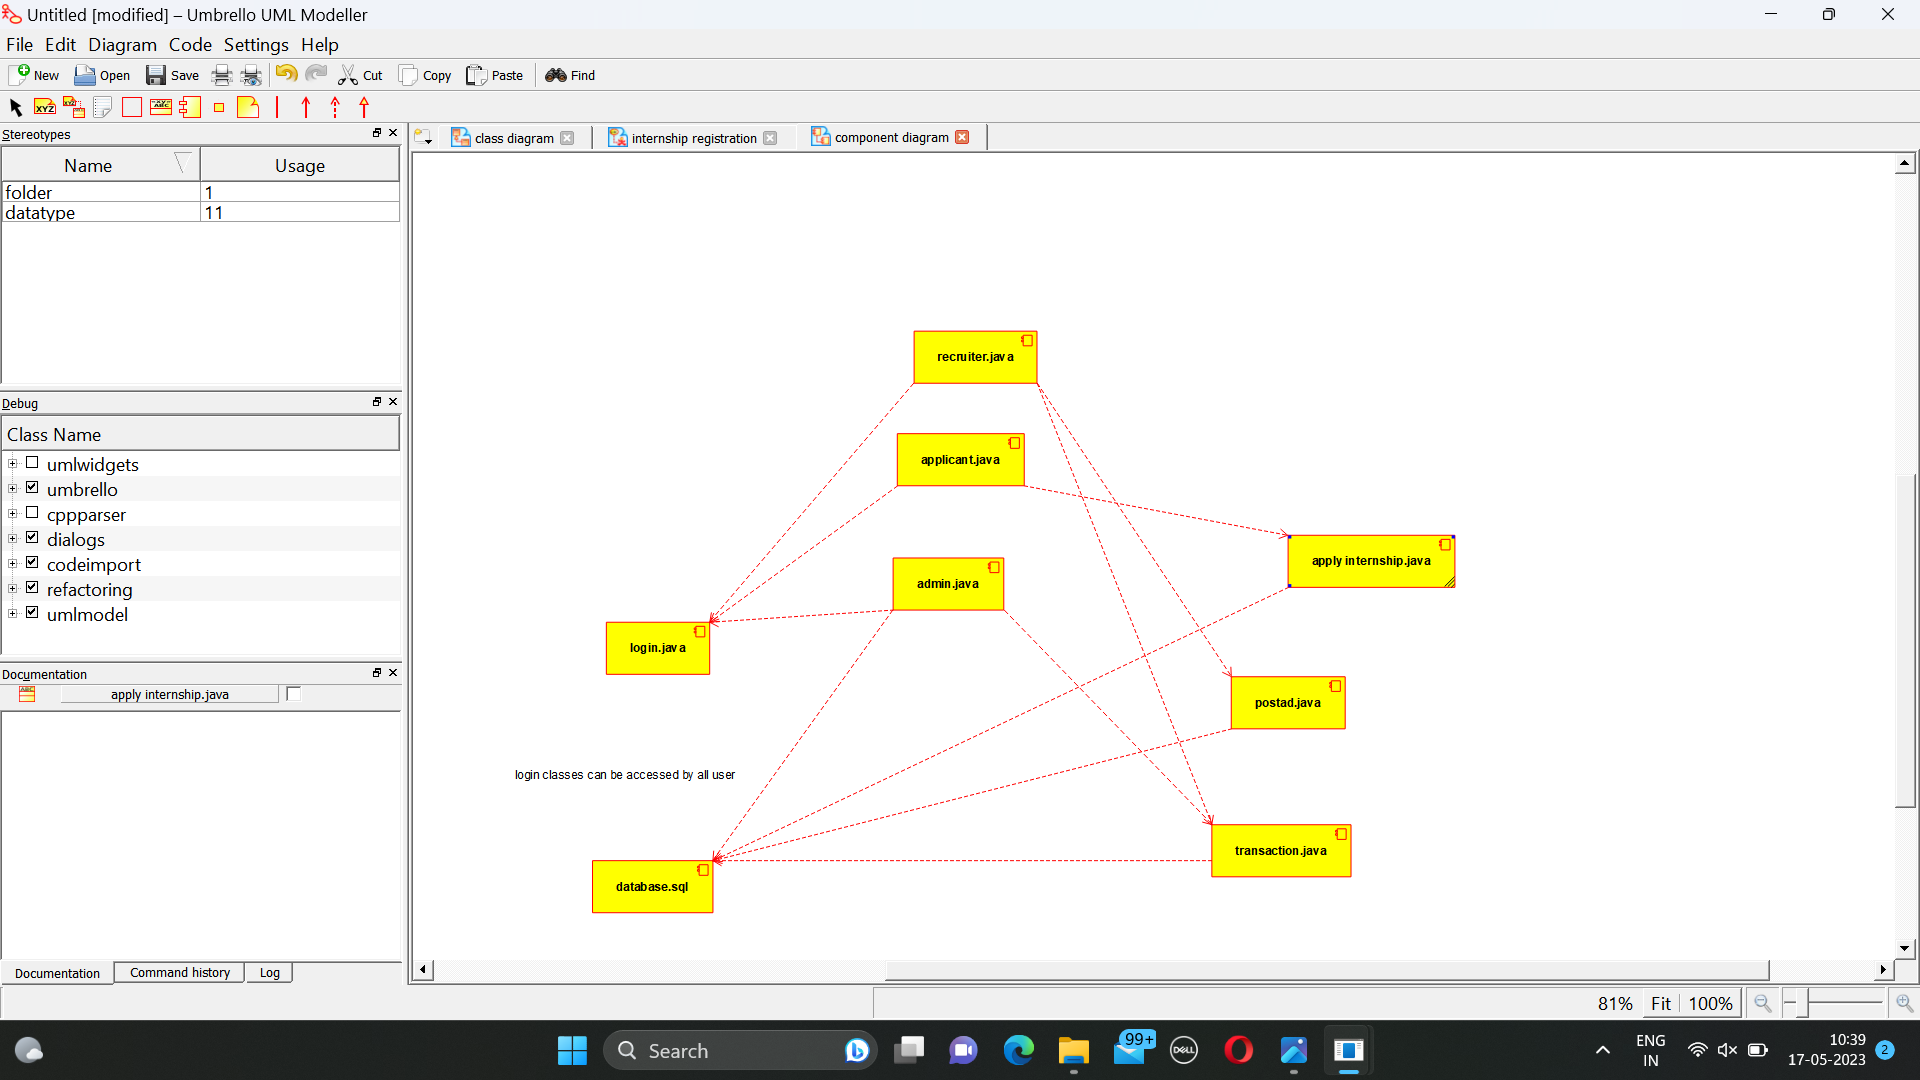 Untitled [modified] – Umbrello UML Modeller
File Edit Diagram Code Settings Help
New Open Save Cut Copy Paste Find
XYZ
Stereotypes
class diagram
internship registration
component diagram
Name Usage
folder 1
datatype 11
Debug
Class Name
umlwidgets
umbrello
cppparser
dialogs
codeimport
refactoring
umlmodel
Documentation
apply internship.java
Documentation Command history Log
recruiter.java
applicant.java
apply internship.java
admin.java
login.java
postad.java
login classes can be accessed by all user
transaction.java
database.sql
81% Fit 100%
Search
99+
DELL
ENG
IN
10:39
17-05-2023
2